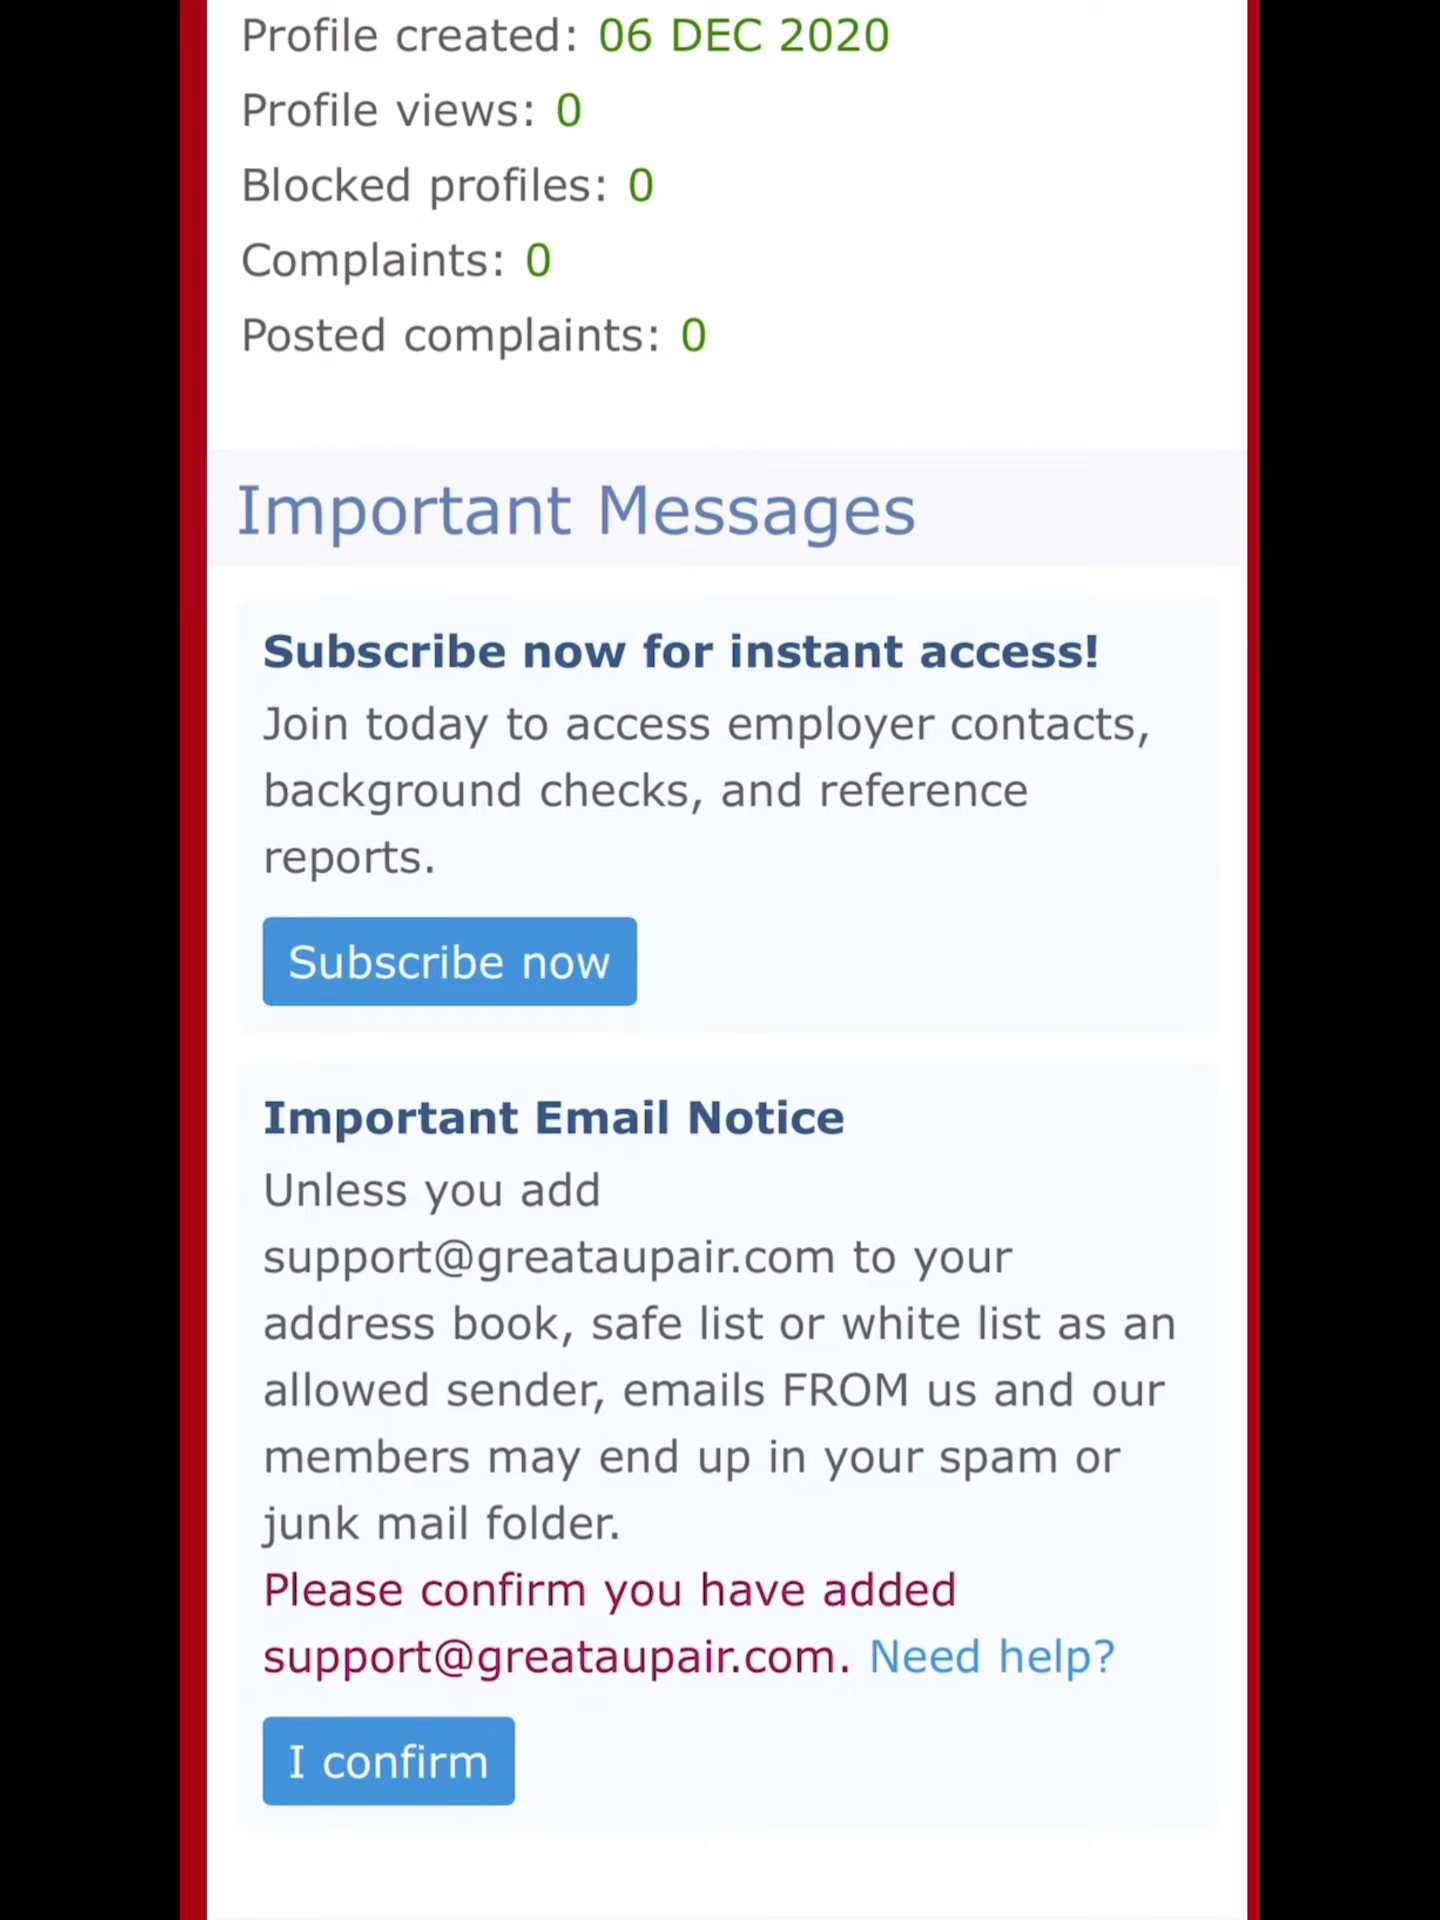 Profile created: 06 DEC 2020
Profile views: 0
Blocked profiles: 0
Complaints: 0
Posted complaints: 0
Important Messages
Subscribe now for instant access!
Join today to access employer contacts,
background checks, and reference
reports.
Subscribe now
Important Email Notice
Unless you add
support@greataupair.com to your
address book, safe list or white list as an
allowed sender, emails FROM us and our
members may end up in your spam or
junk mail folder.
Please confirm you have added
support@greataupair.com. Need help?
I confirm